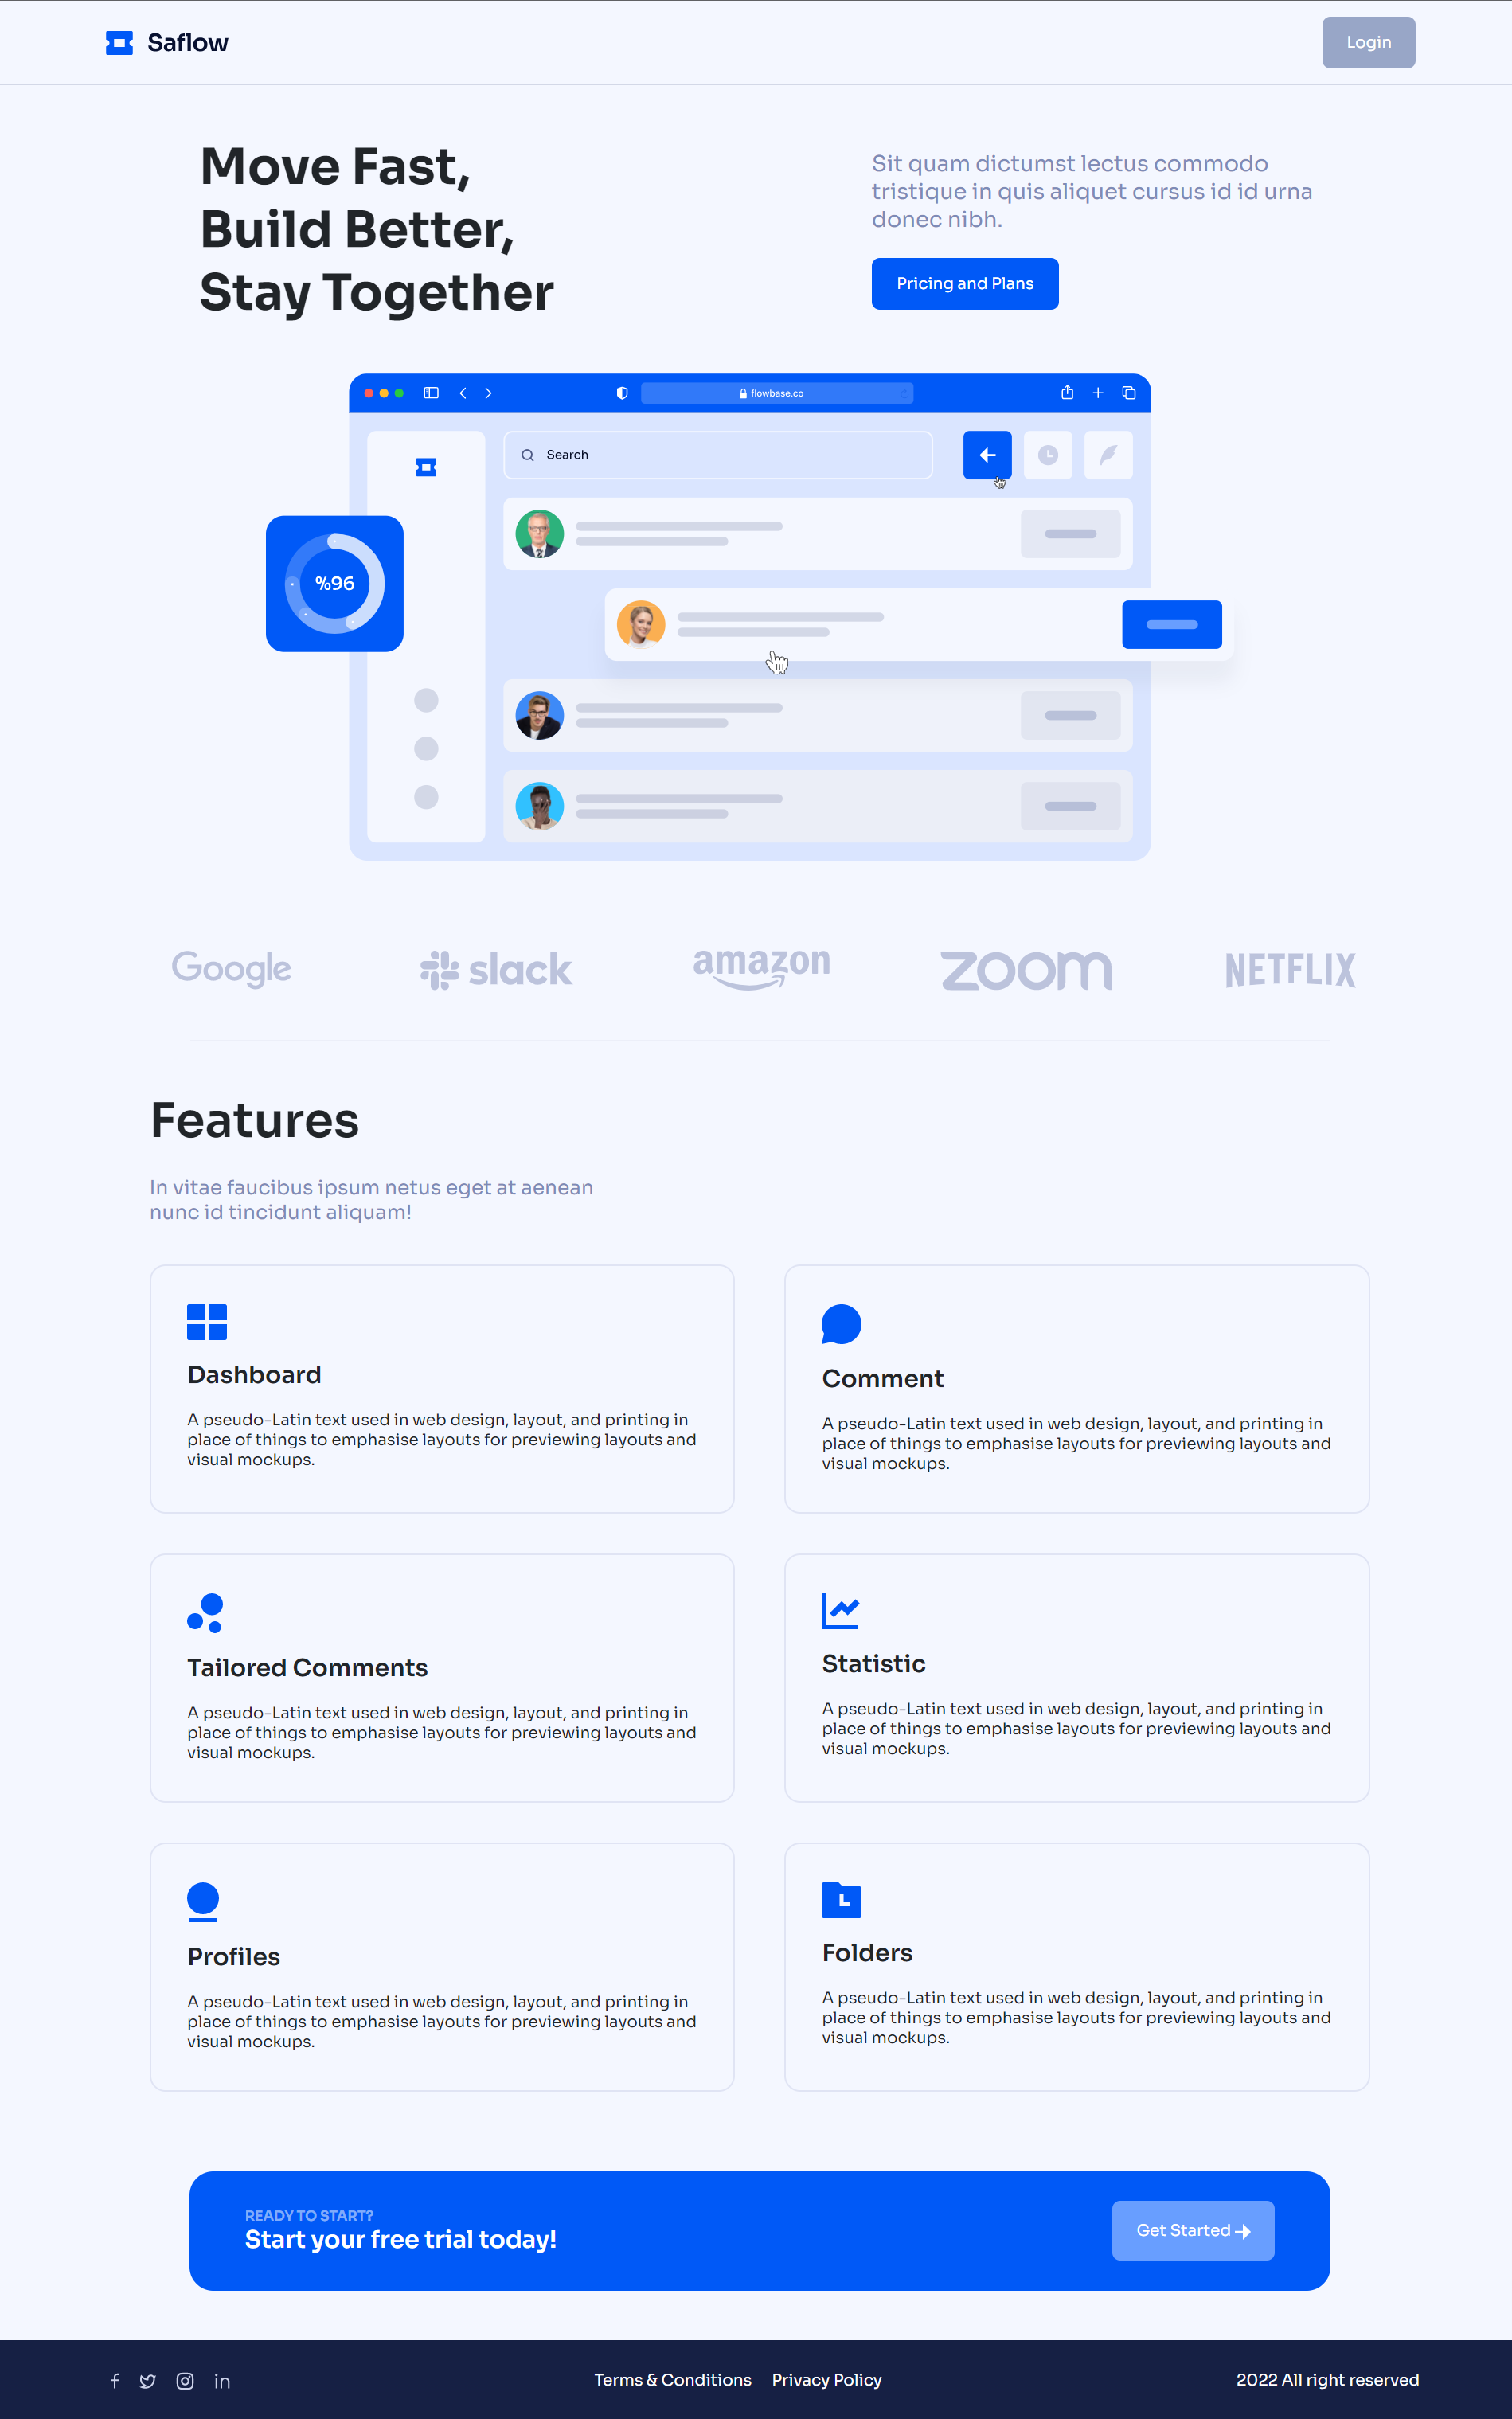 Saflow
Login
Move Fast,
Build Better,
Stay Together
Sit quam dictumst lectus commodo
tristique in quis aliquet cursus id id urna
donec nibh.
Pricing and Plans
flowbase.co
Search
%96
Google
slack
amazon
zoom
NETFLIX
Features
In vitae faucibus ipsum netus eget at aenean
nunc id tincidunt aliquam!
Dashboard
A pseudo-Latin text used in web design, layout, and printing in
place of things to emphasise layouts for previewing layouts and
visual mockups.
Comment
A pseudo-Latin text used in web design, layout, and printing in
place of things to emphasise layouts for previewing layouts and
visual mockups.
Tailored Comments
A pseudo-Latin text used in web design, layout, and printing in
place of things to emphasise layouts for previewing layouts and
visual mockups.
Statistic
A pseudo-Latin text used in web design, layout, and printing in
place of things to emphasise layouts for previewing layouts and
visual mockups.
Profiles
A pseudo-Latin text used in web design, layout, and printing in
place of things to emphasise layouts for previewing layouts and
visual mockups.
Folders
A pseudo-Latin text used in web design, layout, and printing in
place of things to emphasise layouts for previewing layouts and
visual mockups.
READY TO START?
Start your free trial today!
Get Started
Terms & Conditions
Privacy Policy
2022 All right reserved